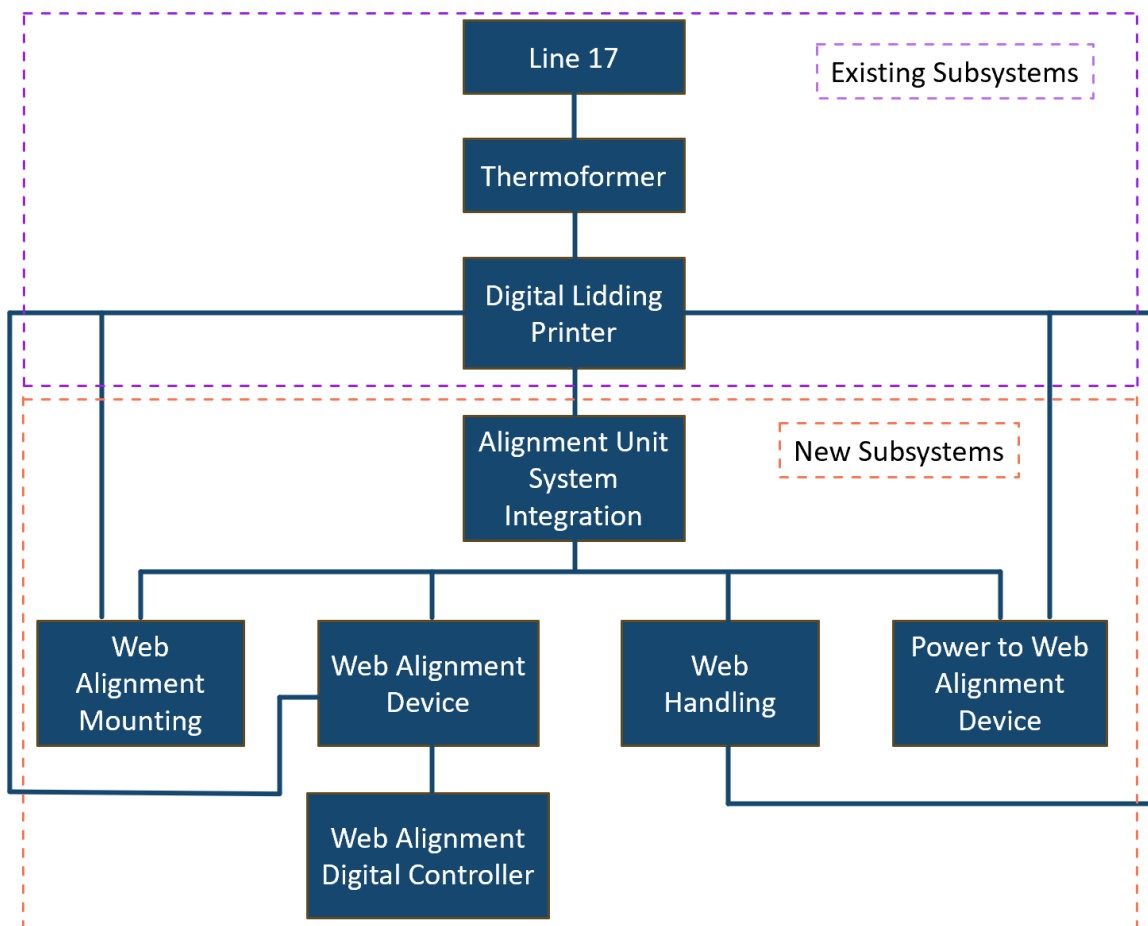 Line 17
Existing Subsystems
Thermoformer
Digital Lidding
Printer
Alignment Unit
System
Integration
New Subsystems
Web
Alignment
Mounting
Web Alignment
Device
Web
Handling
Power to Web
Alignment
Device
Web Alignment
Digital Controller